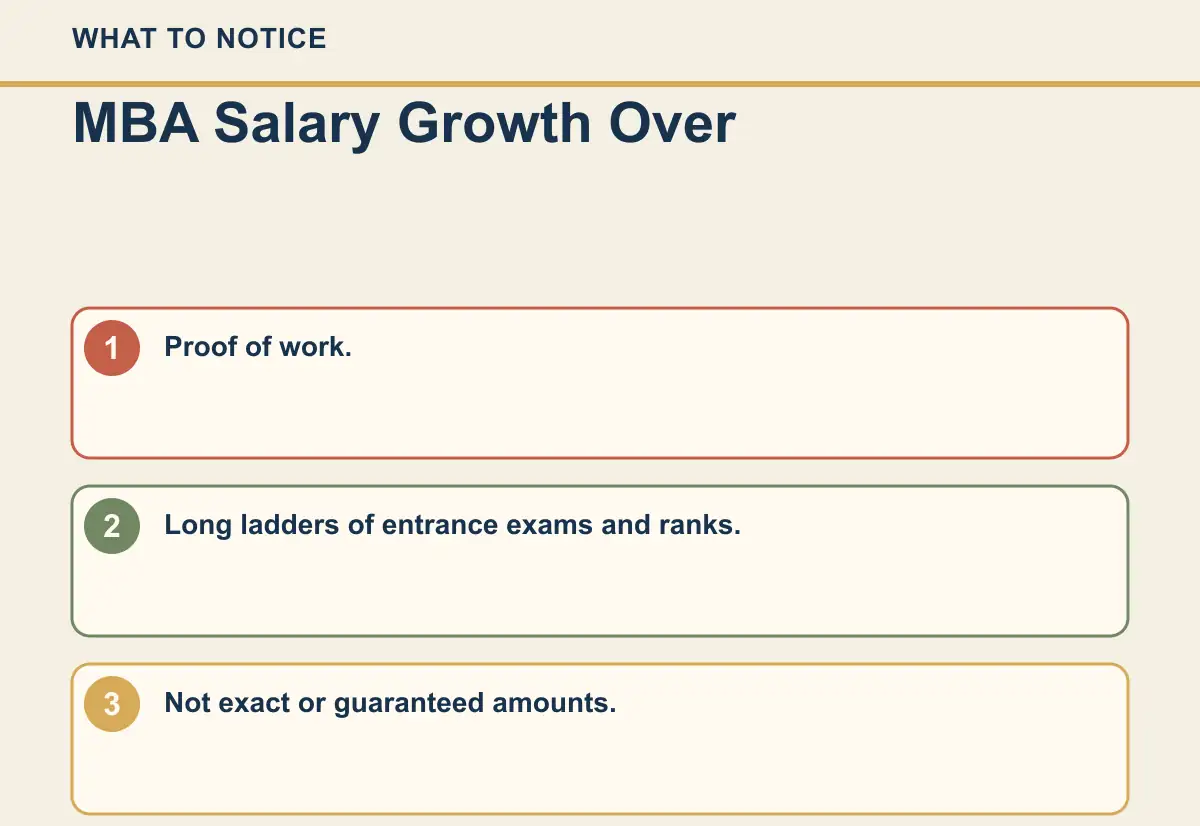 WHAT TO NOTICE
MBA Salary Growth Over
1
Proof of work.
2
Long ladders of entrance exams and ranks.
3
Not exact or guaranteed amounts.